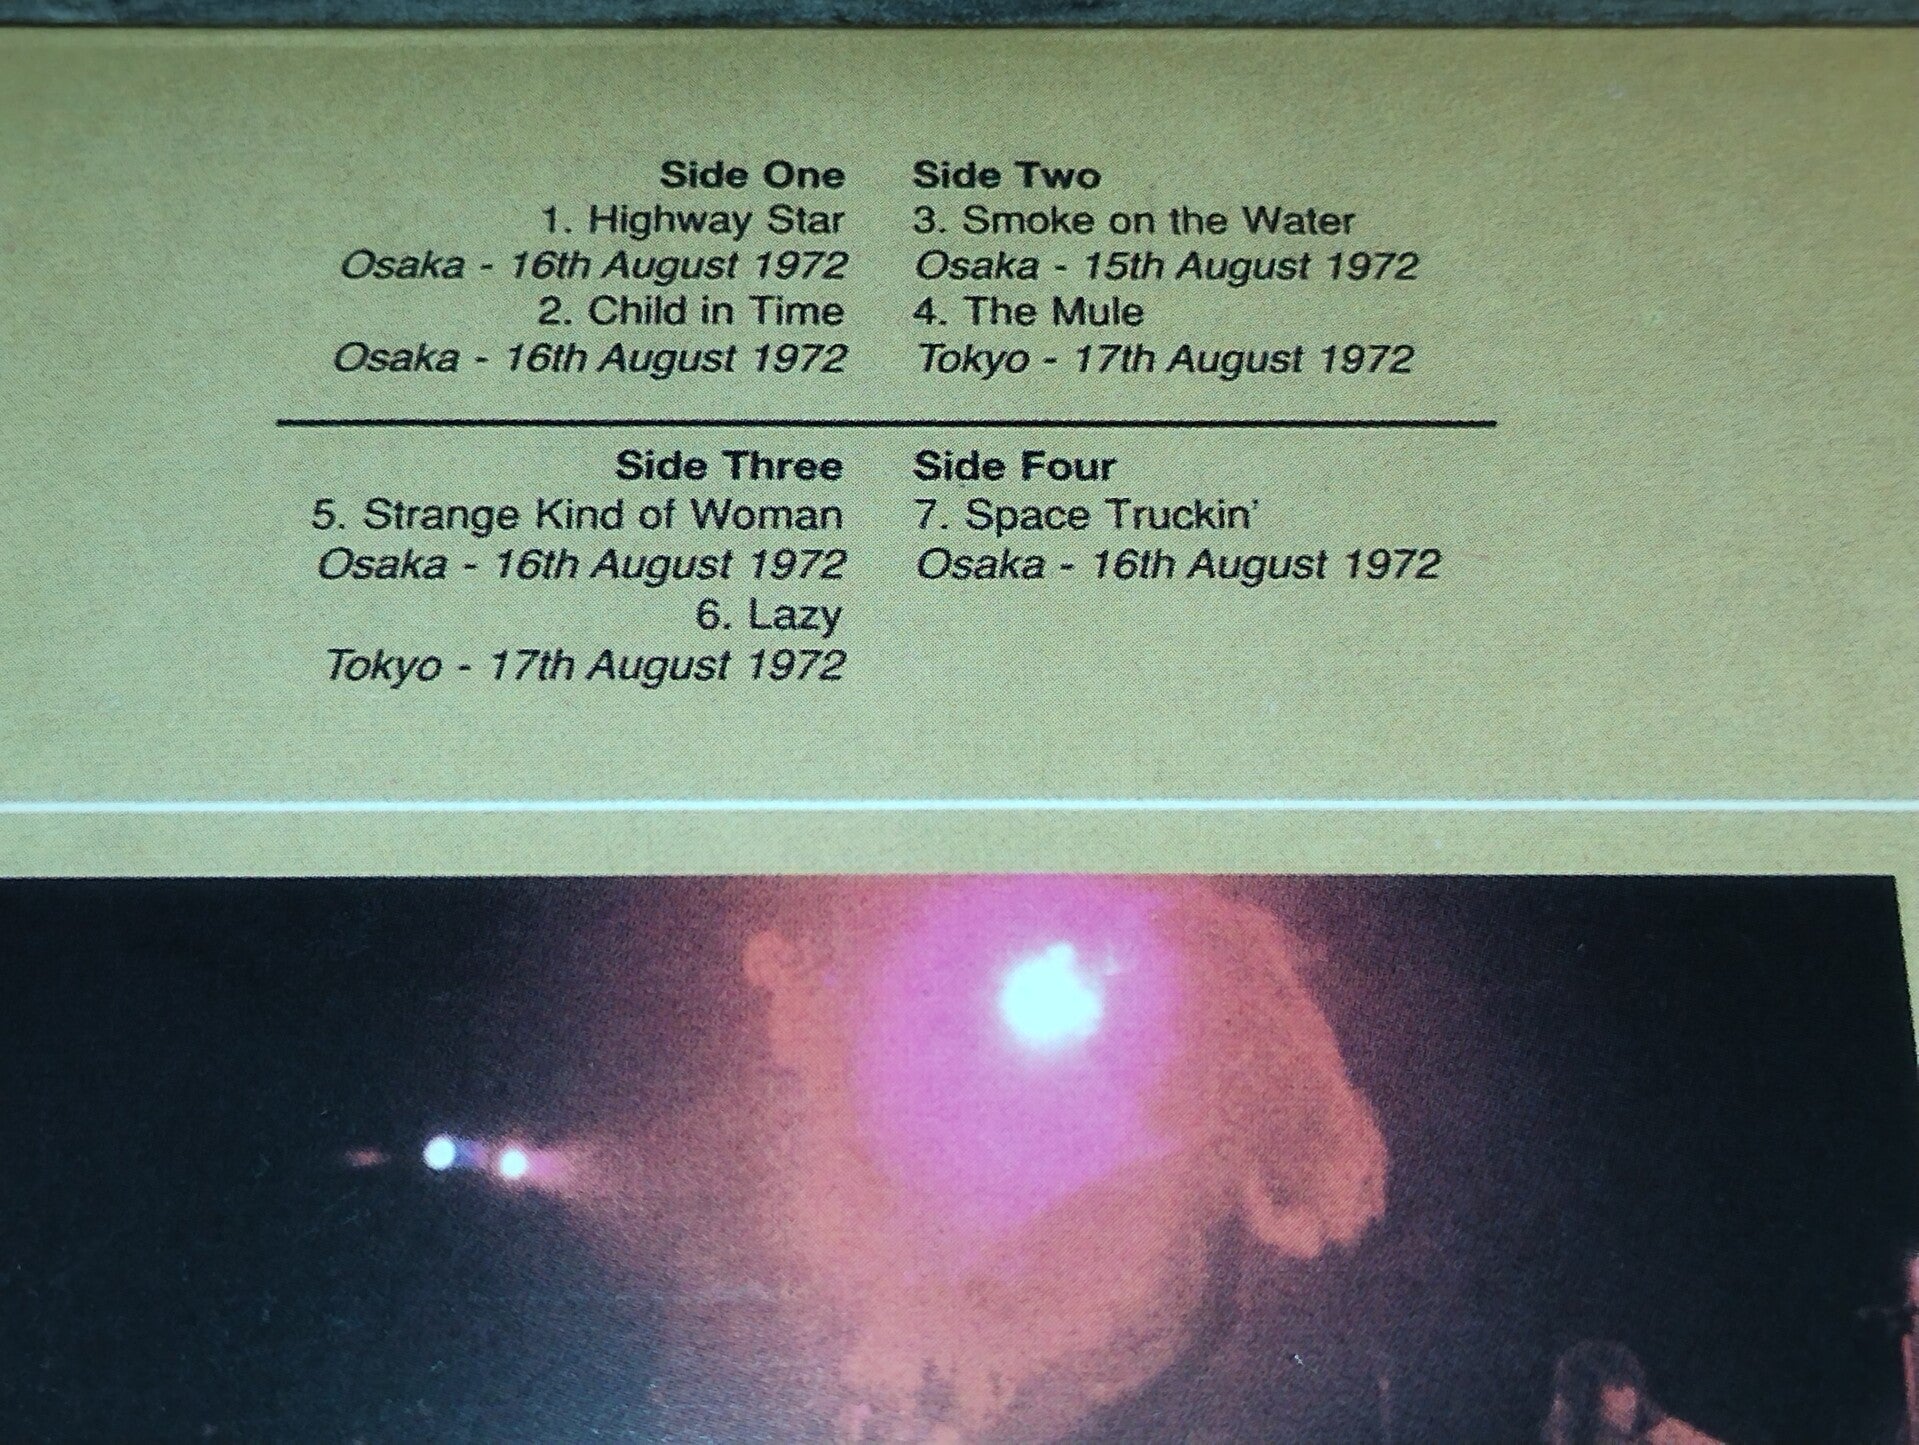 Side One
1. Highway Star
Osaka - 16th August 1972
2. Child in Time
Osaka - 16th August 1972
Side Two
3. Smoke on the Water
Osaka - 15th August 1972
4. The Mule
Tokyo - 17th August 1972
Side Three
5. Strange Kind of Woman
Osaka - 16th August 1972
6. Lazy
Tokyo - 17th August 1972
Side Four
7. Space Truckin'
Osaka - 16th August 1972